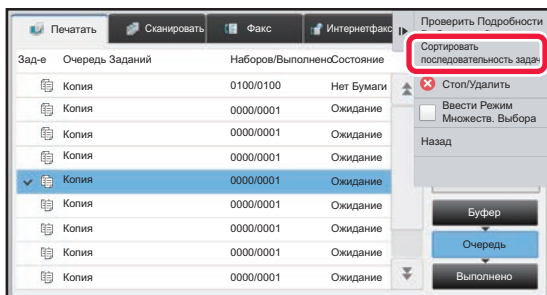 Печатать Сканировать Факс Интернетфакс
Проверить Подробности
Сортировать
последовательность задач
Зад-е Очередь Заданий Наборов/Выполнено Состояние
Копия 0100/0100 Нет Бумаги
Стоп/Удалить
Копия 0000/0001 Ожидание
Ввести Режим
Множеств. Выбора
Копия 0000/0001 Ожидание
Назад
Копия 0000/0001 Ожидание
Копия 0000/0001 Ожидание
Копия 0000/0001 Ожидание
Буфер
Копия 0000/0001 Ожидание
Очередь
Копия 0000/0001 Ожидание
Копия 0000/0001 Ожидание
Выполнено